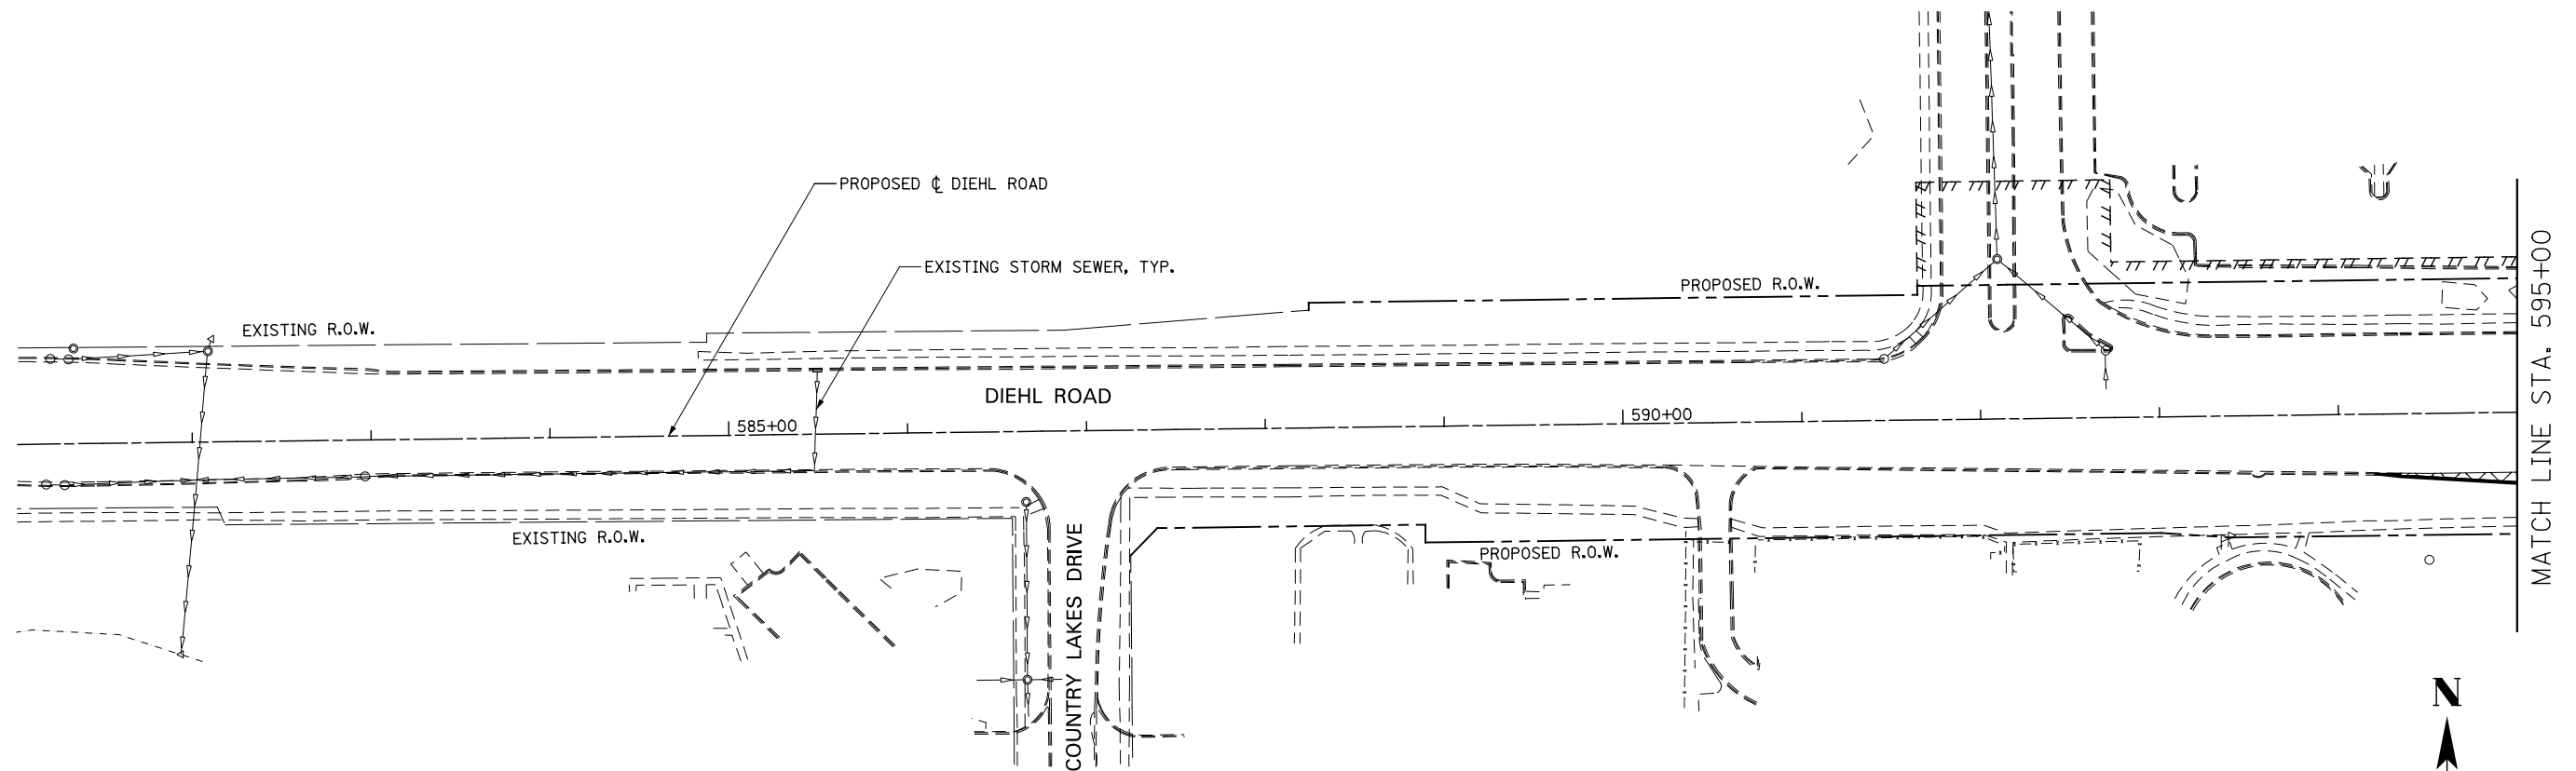 PROPOSED ℄ DIEHL ROAD
EXISTING STORM SEWER, TYP.
PROPOSED R.O.W.
EXISTING R.O.W.
DIEHL ROAD
585+00
590+00
MATCH LINE STA. 595+00
EXISTING R.O.W.
PROPOSED R.O.W.
COUNTRY LAKES DRIVE
N